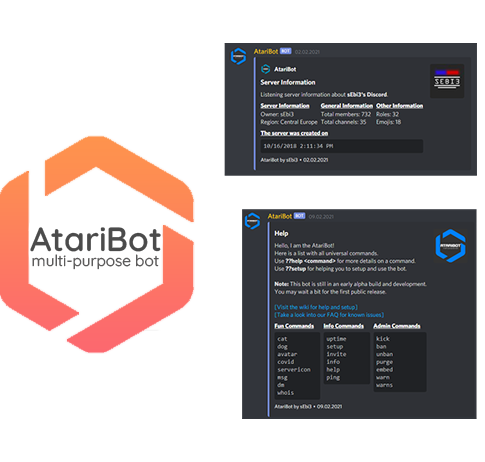 AtariBot
multi-purpose bot
AtariBot BOT 02.02.2021
AtariBot
Server Information
Listening server information about sEbi3's Discord.
SEBI3
Server Information General Information Other Information
Owner: sEbi3 Total members: 732 Roles: 32
Region: Central Europe Total channels: 35 Emojis: 18
The server was created on
10/16/2018 2:11:34 PM
AtariBot by sEbi3 • 02.02.2021
AtariBot BOT 09.02.2021
Help
Hello, I am the AtariBot!
Here is a list with all universal commands.
Use ??help <command> for more details on a command.
Use ??setup for helping you to setup and use the bot.
ATARIBOT
Note: This bot is still in an early alpha build and development.
You may wait a bit for the first public release.
[Visit the wiki for help and setup]
[Take a look into our FAQ for known issues]
Fun Commands Info Commands Admin Commands
cat uptime kick
dog setup ban
avatar invite unban
covid info purge
servericon help embed
msg ping warn
dm warns
whois
AtariBot by sEbi3 • 09.02.2021